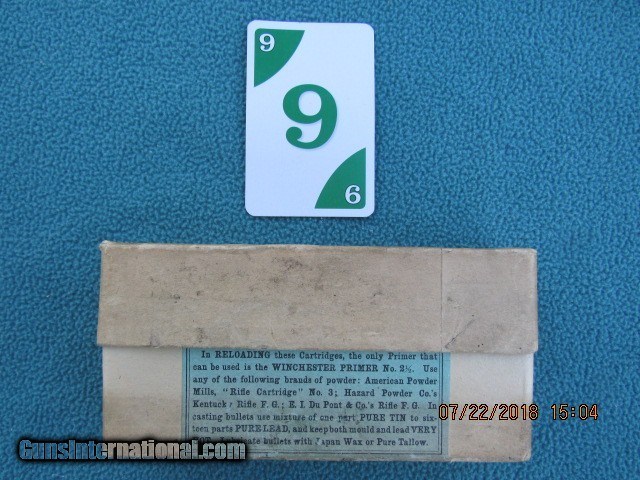 9
9
9
In RELOADING these Cartridges, the only Primer that
can be used is the WINCHESTER PRIMER No. 2½. Use
any of the following brands of powder: American Powder
Mills, "Rifle Cartridge" No. 3; Hazard Powder Co.'s
Kentucky Rifle F. G.; E. I. Du Pont & Co.'s Rifle F. G. In
casting bullets use mixture of one part PURE TIN to six-
teen parts PURE LEAD, and keep both mould and lead VERY
bullets with Japan Wax or Pure Tallow.
07/22/2018 15:04
GunsInternational.com